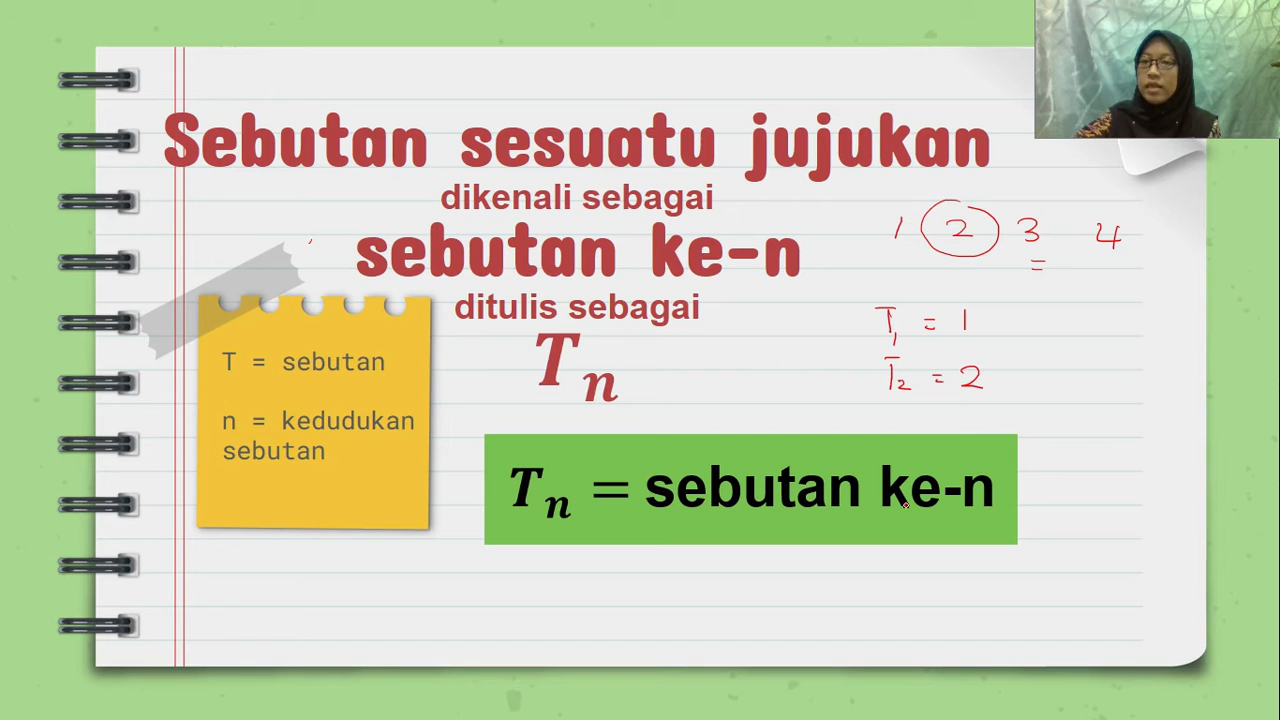 Sebutan sesuatu jujukan
dikenali sebagai
sebutan ke-n
ditulis sebagai
Tn
T = sebutan
n = kedudukan
sebutan
Tn = sebutan ke-n
1 2 3 4
=
T1 = 1
T2 = 2